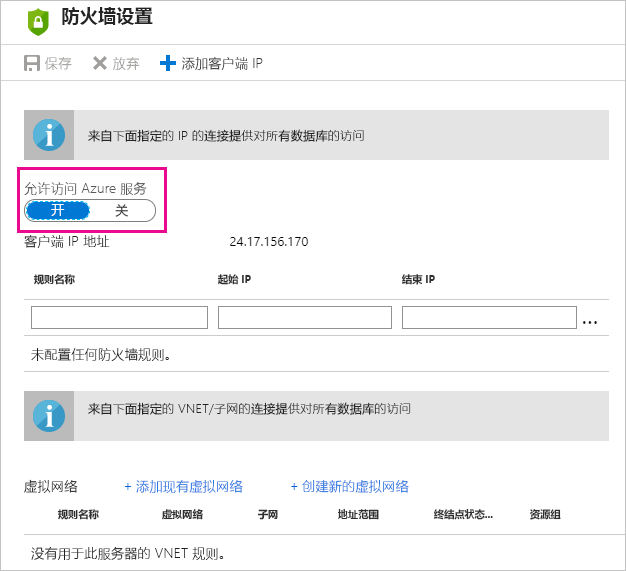 防火墙设置
保存 放弃 添加客户端 IP
来自下面指定的 IP 的连接提供对所有数据库的访问
允许访问 Azure 服务
开 关
客户端 IP 地址 24.17.156.170
规则名称 起始 IP 结束 IP
...
未配置任何防火墙规则。
来自下面指定的 VNET/子网的连接提供对所有数据库的访问
虚拟网络 + 添加现有虚拟网络 + 创建新的虚拟网络
规则名称 虚拟网络 子网 地址范围 终结点状态... 资源组
没有用于此服务器的 VNET 规则。